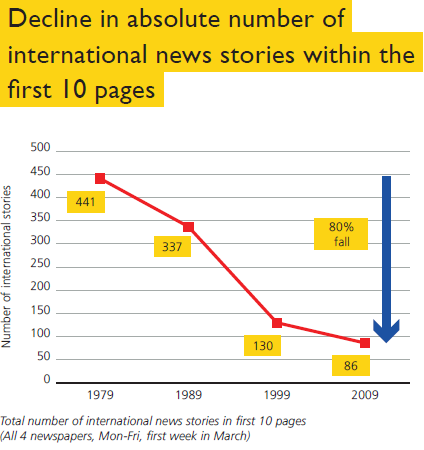 Decline in absolute number of
international news stories within the
first 10 pages
Number of international stories
500
450
400
350
300
250
200
150
100
50
0
441
337
130
86
80%
fall
1979 1989 1999 2009
Total number of international news stories in first 10 pages
(All 4 newspapers, Mon-Fri, first week in March)